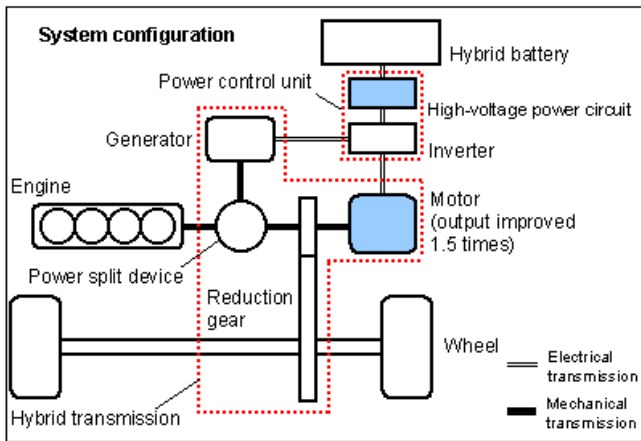 System configuration
Hybrid battery
Power control unit
High-voltage power circuit
Generator
Inverter
Engine
Motor
(output improved
1.5 times)
Power split device
Reduction
gear
Wheel
Electrical
transmission
Hybrid transmission
Mechanical
transmission